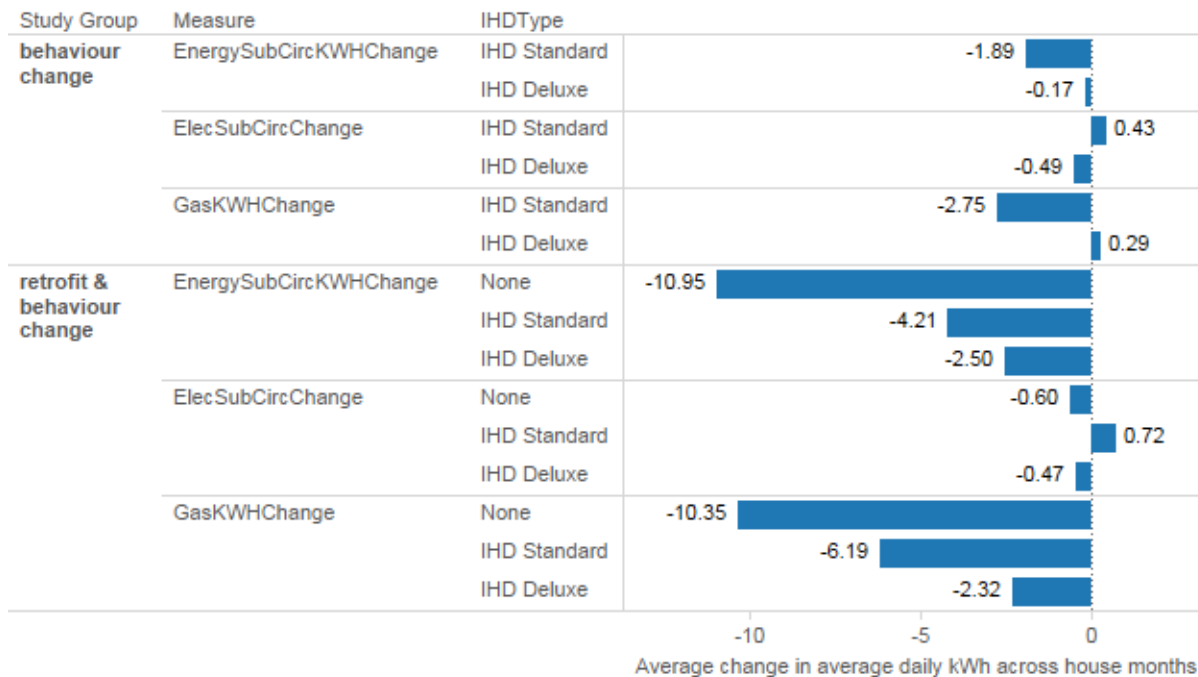 Study Group Measure IHDType
behaviour change EnergySubCircKWHChange IHD Standard -1.89
IHD Deluxe -0.17
ElecSubCircChange IHD Standard 0.43
IHD Deluxe -0.49
GasKWHChange IHD Standard -2.75
IHD Deluxe 0.29
retrofit & behaviour change EnergySubCircKWHChange None -10.95
IHD Standard -4.21
IHD Deluxe -2.50
ElecSubCircChange None -0.60
IHD Standard 0.72
IHD Deluxe -0.47
GasKWHChange None -10.35
IHD Standard -6.19
IHD Deluxe -2.32
-10 -5 0
Average change in average daily kWh across house months